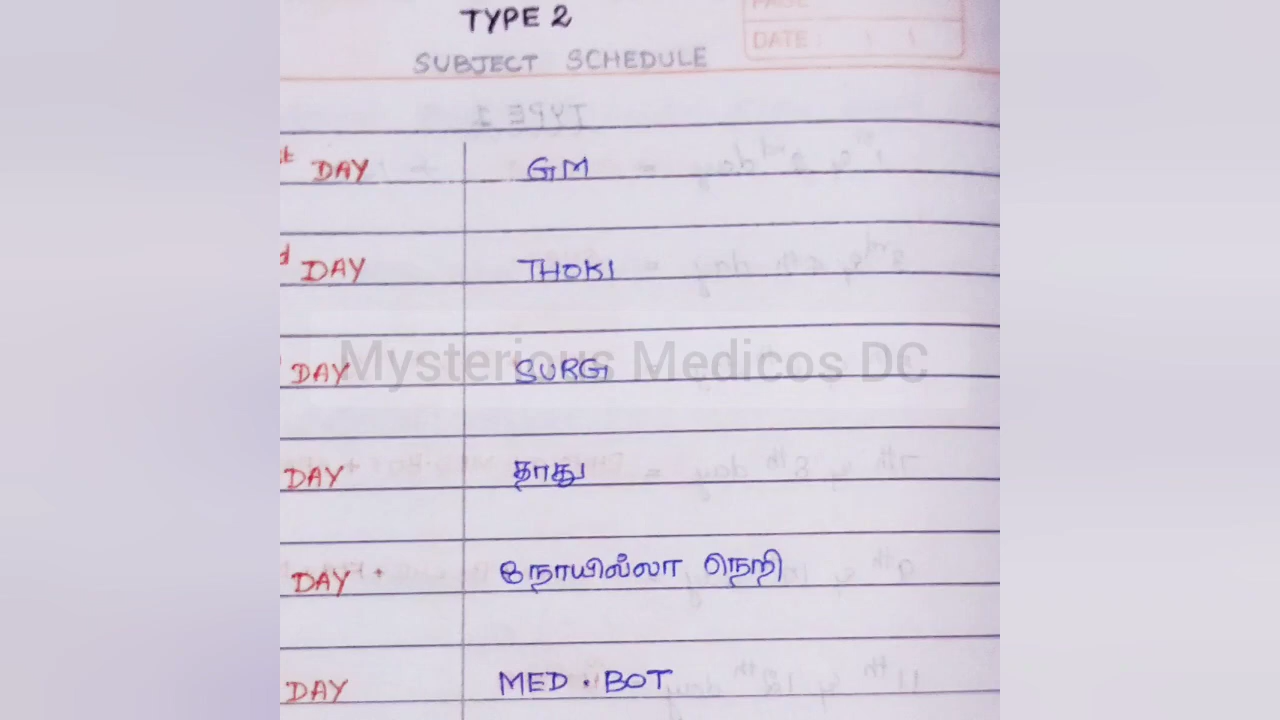 PAGE
DATE:
TYPE 2
SUBJECT SCHEDULE
DAY GM
DAY THOKI
DAY SURG
DAY தாது
DAY நோயில்லா நெறி
DAY MED. BOT
Mysterious Medicos DC